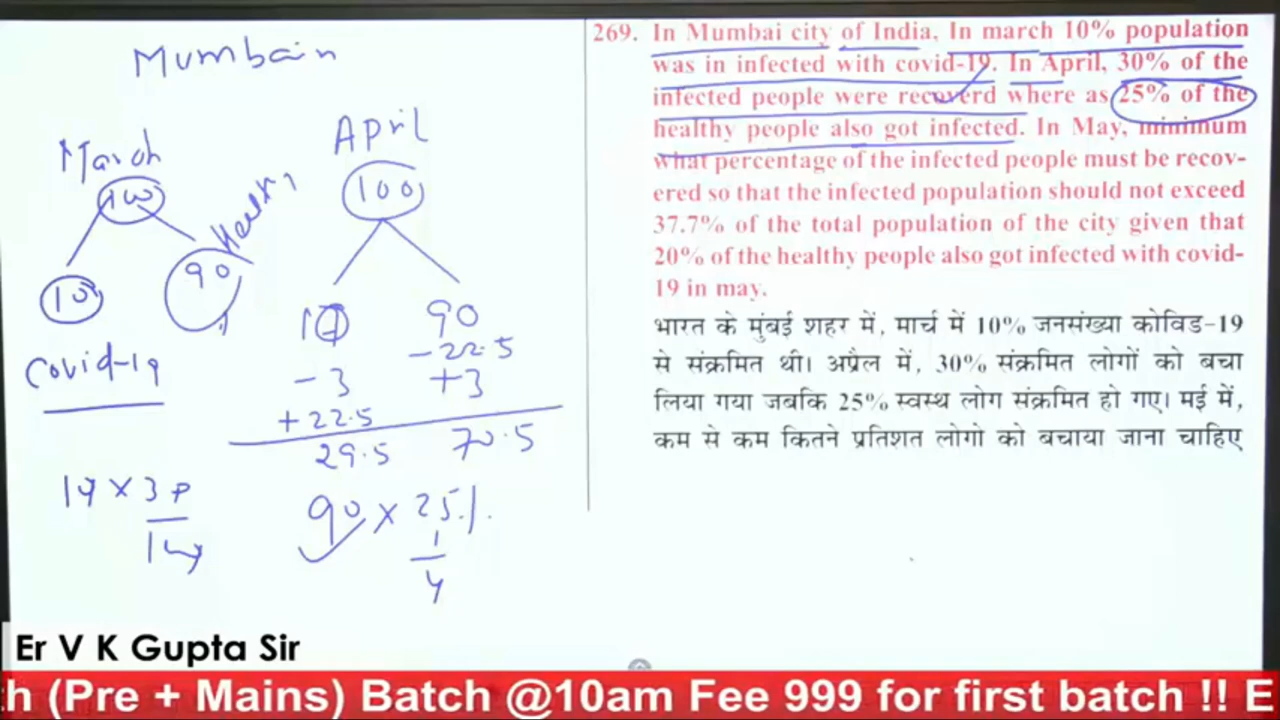 Mumbain
March
100
Healthy
10
90
Covid-19
April
100
10
90
- 22.5
- 3
+3
+22.5
29.5
70.5
90 × 25%
1
4
269. In Mumbai city of India, In march 10% population
was in infected with covid-19. In April, 30% of the
infected people were recoverd where as 25% of the
healthy people also got infected. In May, minimum
what percentage of the infected people must be recov-
ered so that the infected population should not exceed
37.7% of the total population of the city given that
20% of the healthy people also got infected with covid-
19 in may.
भारत के मुंबई शहर में, मार्च में 10% जनसंख्या कोविड-19
से संक्रमित थी। अप्रैल में, 30% संक्रमित लोगों को बचा
लिया गया जबकि 25% स्वस्थ लोग संक्रमित हो गए। मई में,
कम से कम कितने प्रतिशत लोगो को बचाया जाना चाहिए
Er V K Gupta Sir
h (Pre + Mains) Batch @10am Fee 999 for first batch !! E